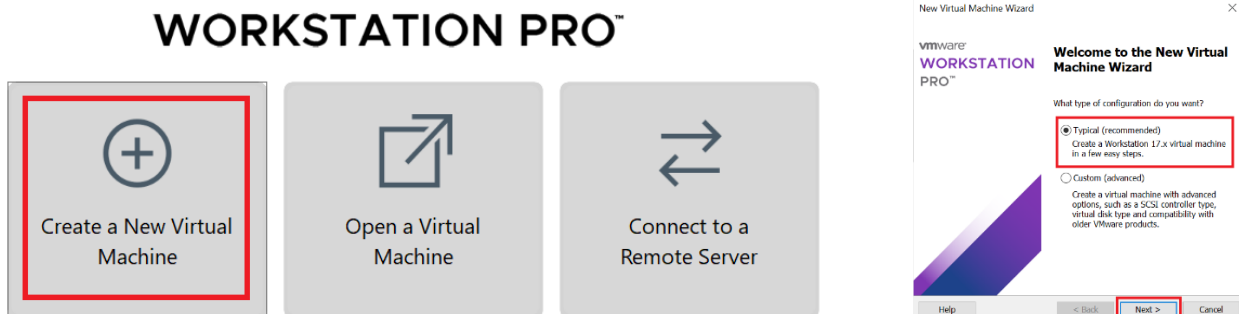 WORKSTATION PRO™
Create a New Virtual
Machine
Open a Virtual
Machine
Connect to a
Remote Server
New Virtual Machine Wizard
vmware
WORKSTATION
PRO™
Welcome to the New Virtual
Machine Wizard
What type of configuration do you want?
Typical (recommended)
Create a Workstation 17.x virtual machine
in a few easy steps.
Custom (advanced)
Create a virtual machine with advanced
options, such as a SCSI controller type,
virtual disk type and compatibility with
older VMware products.
Help
< Back
Next >
Cancel